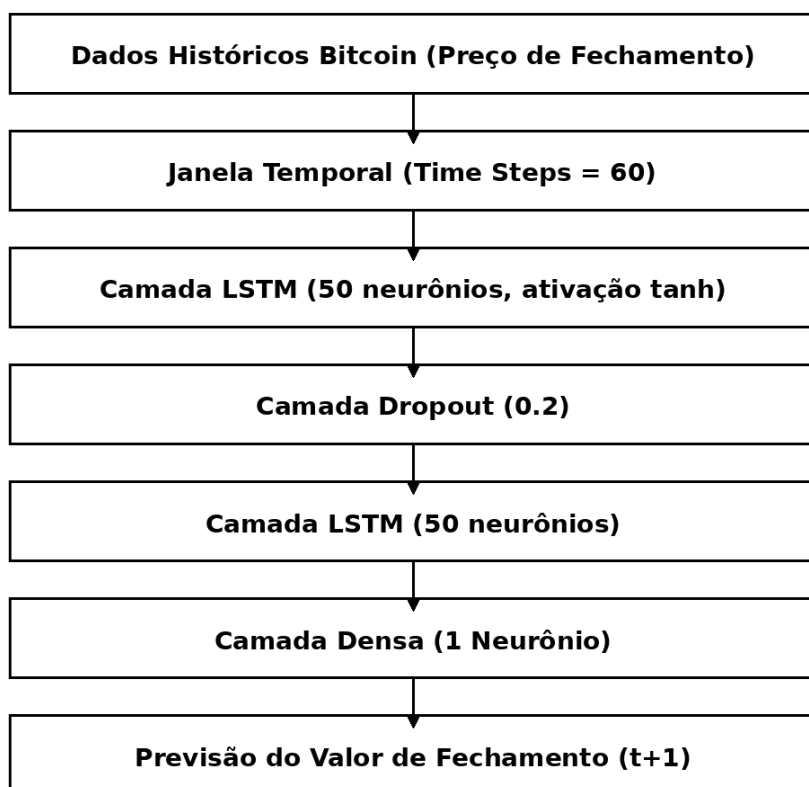 Dados Históricos Bitcoin (Preço de Fechamento)
Janela Temporal (Time Steps = 60)
Camada LSTM (50 neurônios, ativação tanh)
Camada Dropout (0.2)
Camada LSTM (50 neurônios)
Camada Densa (1 Neurônio)
Previsão do Valor de Fechamento (t+1)